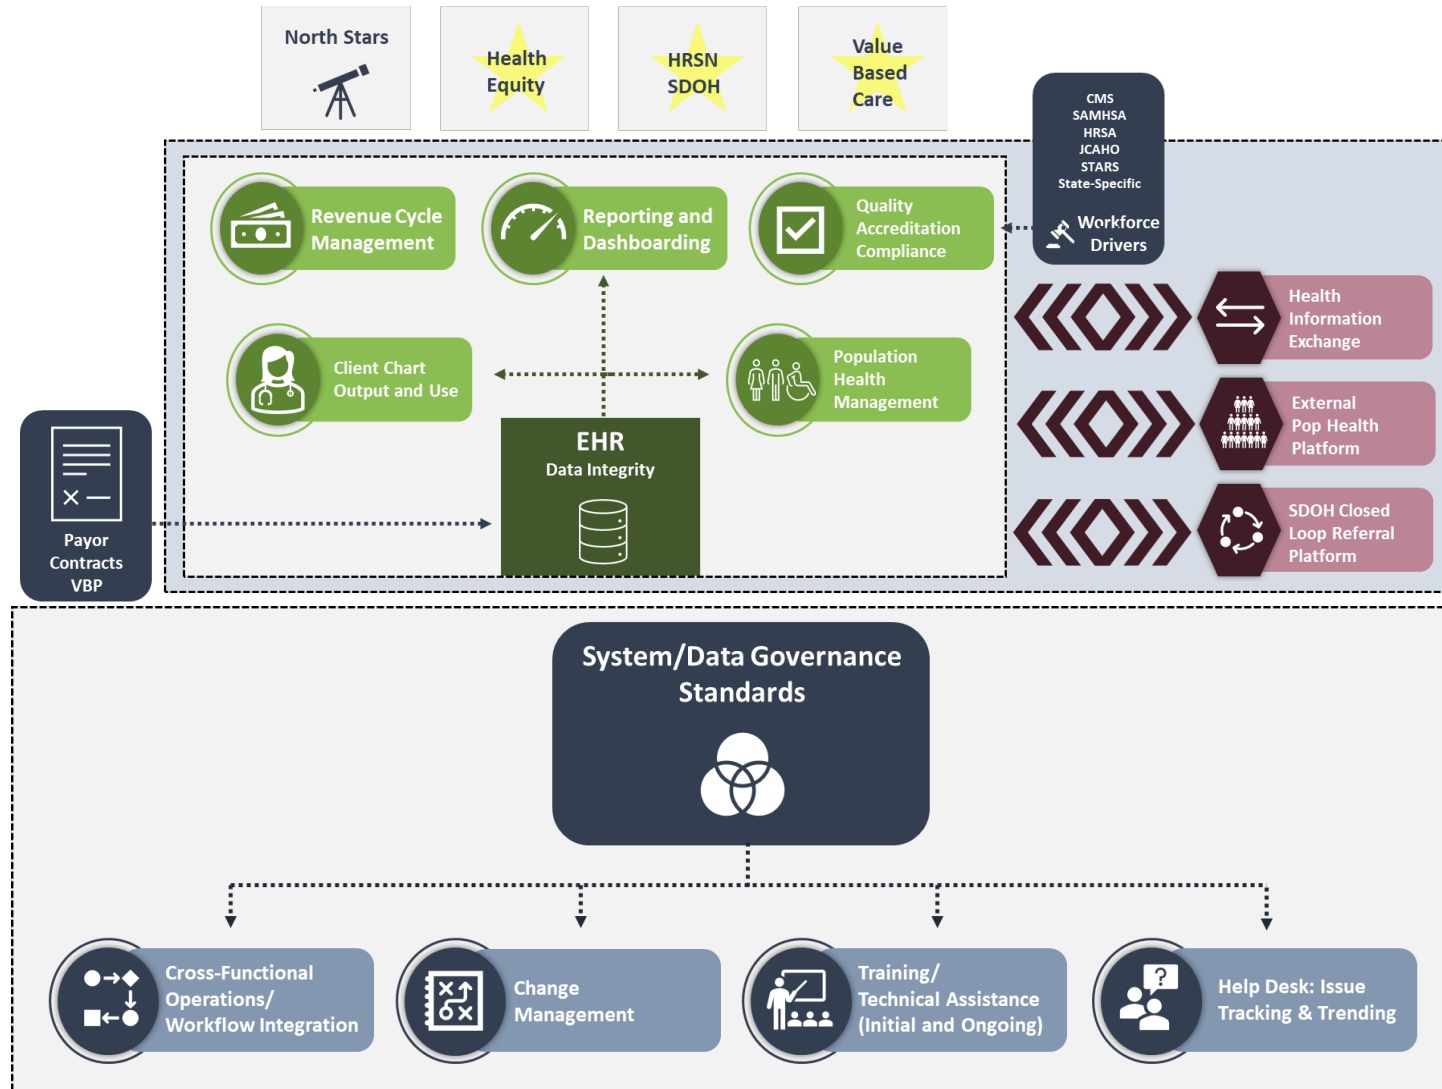 North Stars
Health
Equity
HRSN
SDOH
Value
Based
Care
CMS
SAMHSA
HRSA
JCAHO
STARS
State-Specific
Workforce
Drivers
Revenue Cycle
Management
Reporting and
Dashboarding
Quality
Accreditation
Compliance
Client Chart
Output and Use
Population
Health
Management
EHR
Data Integrity
Health
Information
Exchange
External
Pop Health
Platform
SDOH Closed
Loop Referral
Platform
Payor
Contracts
VBP
System/Data Governance
Standards
Cross-Functional
Operations/
Workflow Integration
Change
Management
Training/
Technical Assistance
(Initial and Ongoing)
Help Desk: Issue
Tracking & Trending